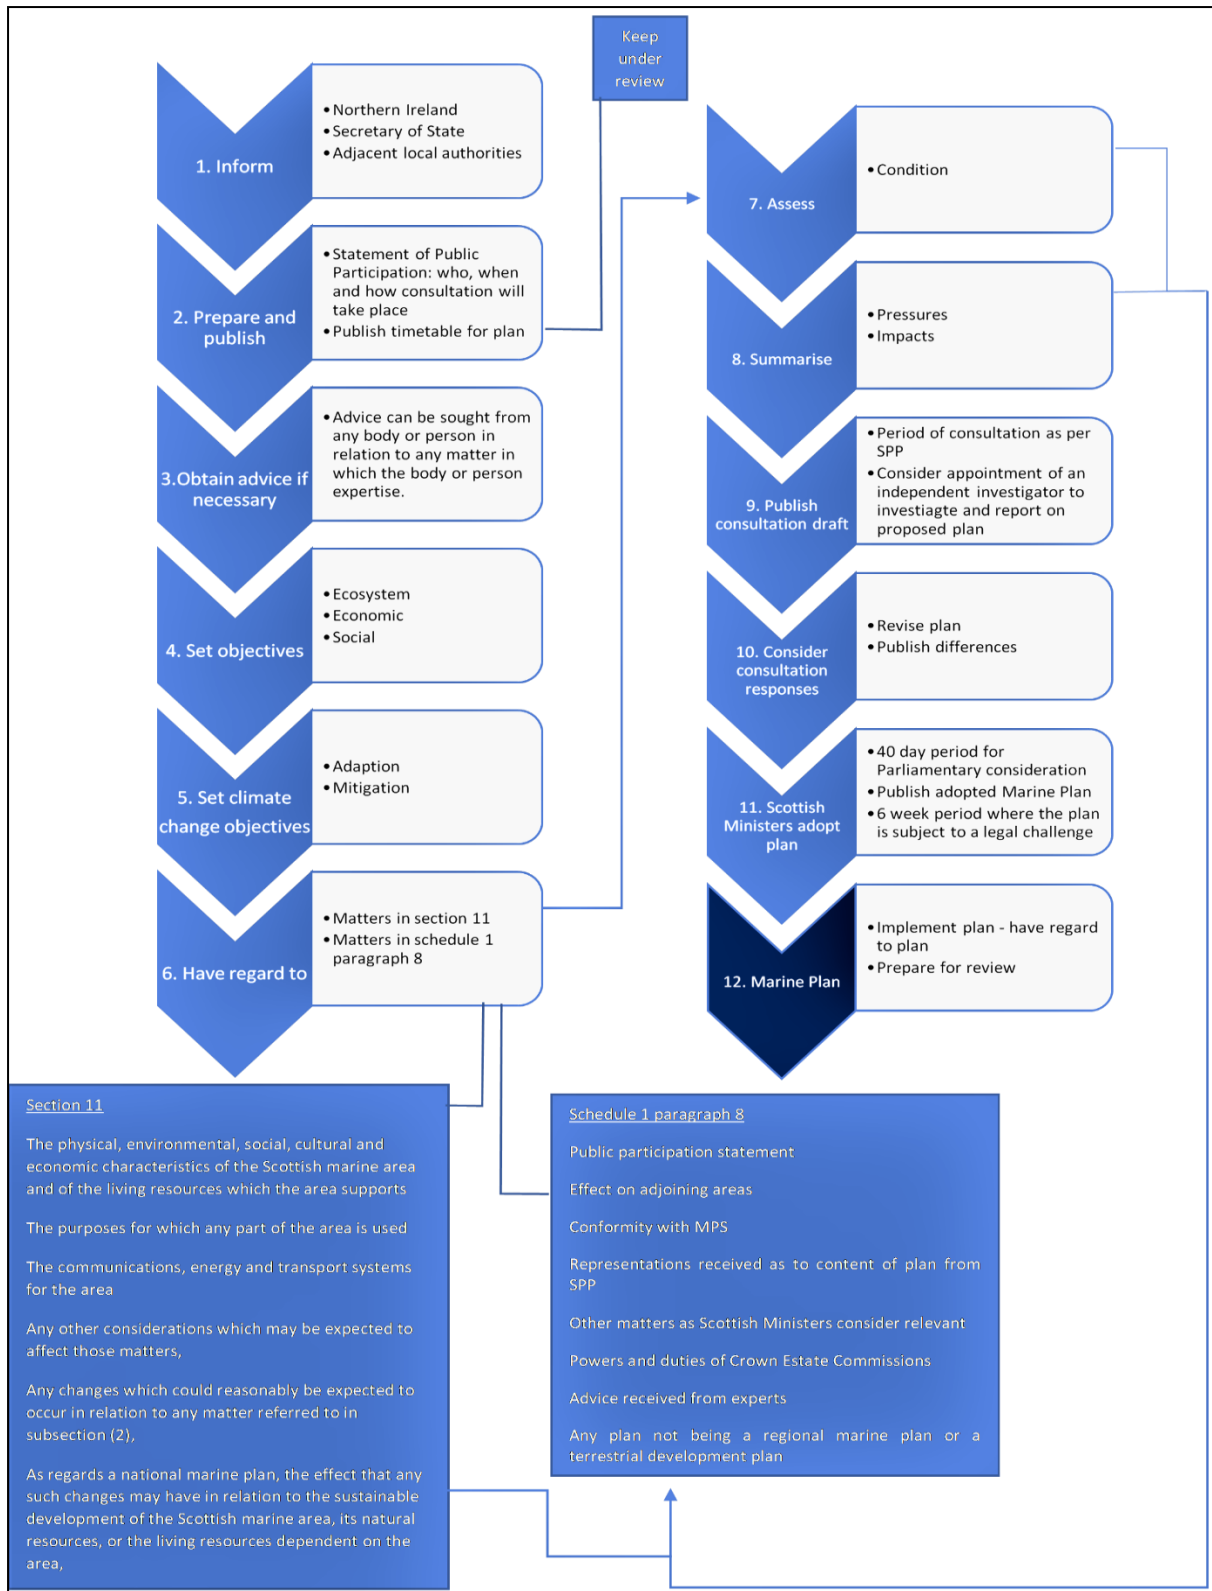 Keep
under
review
1. Inform
•Northern Ireland
•Secretary of State
•Adjacent local authorities
2. Prepare and
publish
•Statement of Public
Participation: who, when
and how consultation will
take place
•Publish timetable for plan
3.Obtain advice if
necessary
•Advice can be sought from
any body or person in
relation to any matter in
which the body or person
expertise.
4. Set objectives
•Ecosystem
•Economic
•Social
5. Set climate
change objectives
•Adaption
•Mitigation
6. Have regard to
•Matters in section 11
•Matters in schedule 1
paragraph 8
7. Assess
•Condition
8. Summarise
•Pressures
•Impacts
9. Publish
consultation draft
•Period of consultation as per
SPP
•Consider appointment of an
independent investigator to
investiagte and report on
proposed plan
10. Consider
consultation
responses
•Revise plan
•Publish differences
11. Scottish
Ministers adopt
plan
•40 day period for
Parliamentary consideration
•Publish adopted Marine Plan
•6 week period where the plan
is subject to a legal challenge
12. Marine Plan
•Implement plan - have regard
to plan
•Prepare for review
Section 11
The physical, environmental, social, cultural and
economic characteristics of the Scottish marine area
and of the living resources which the area supports
The purposes for which any part of the area is used
The communications, energy and transport systems
for the area
Any other considerations which may be expected to
affect those matters,
Any changes which could reasonably be expected to
occur in relation to any matter referred to in
subsection (2),
As regards a national marine plan, the effect that any
such changes may have in relation to the sustainable
development of the Scottish marine area, its natural
resources, or the living resources dependent on the
area,
Schedule 1 paragraph 8
Public participation statement
Effect on adjoining areas
Conformity with MPS
Representations received as to content of plan from
SPP
Other matters as Scottish Ministers consider relevant
Powers and duties of Crown Estate Commissions
Advice received from experts
Any plan not being a regional marine plan or a
terrestrial development plan